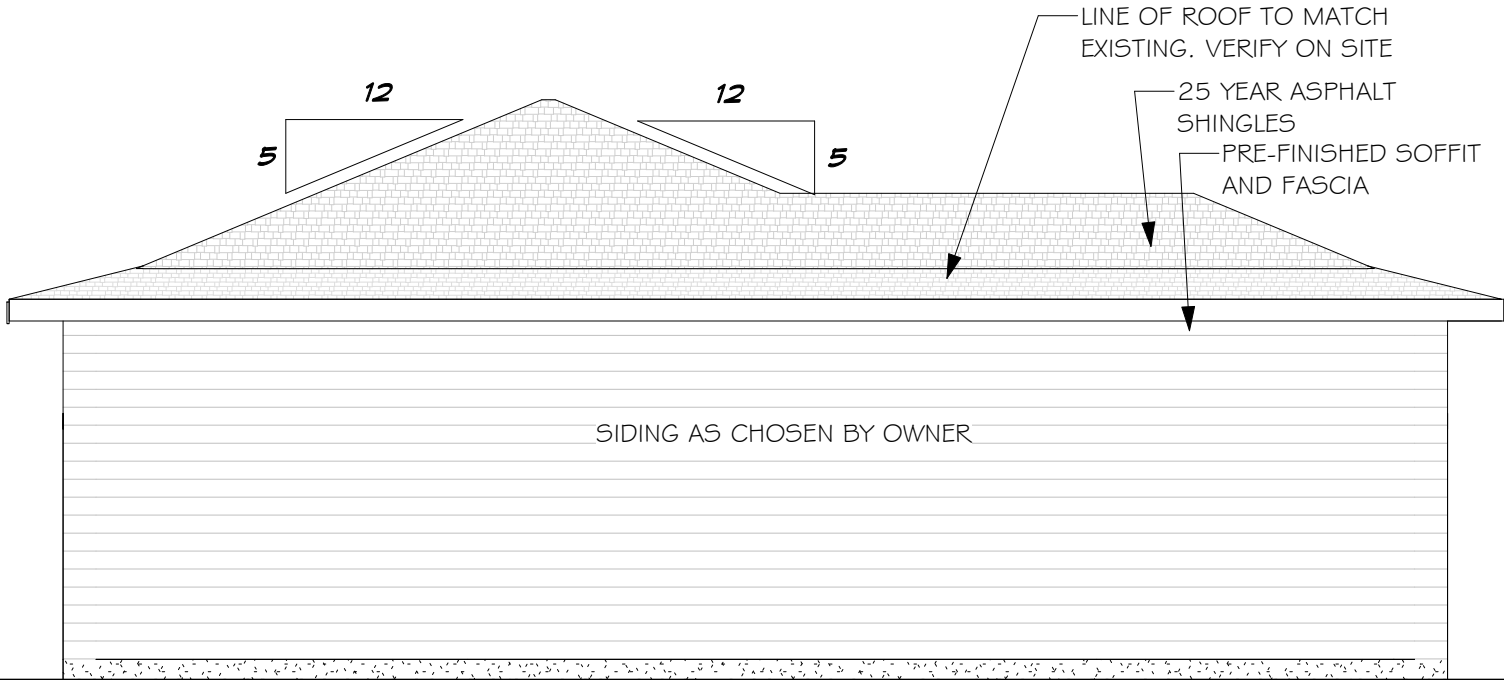 LINE OF ROOF TO MATCH
EXISTING. VERIFY ON SITE
12
12
25 YEAR ASPHALT
SHINGLES
5
5
PRE-FINISHED SOFFIT
AND FASCIA
SIDING AS CHOSEN BY OWNER